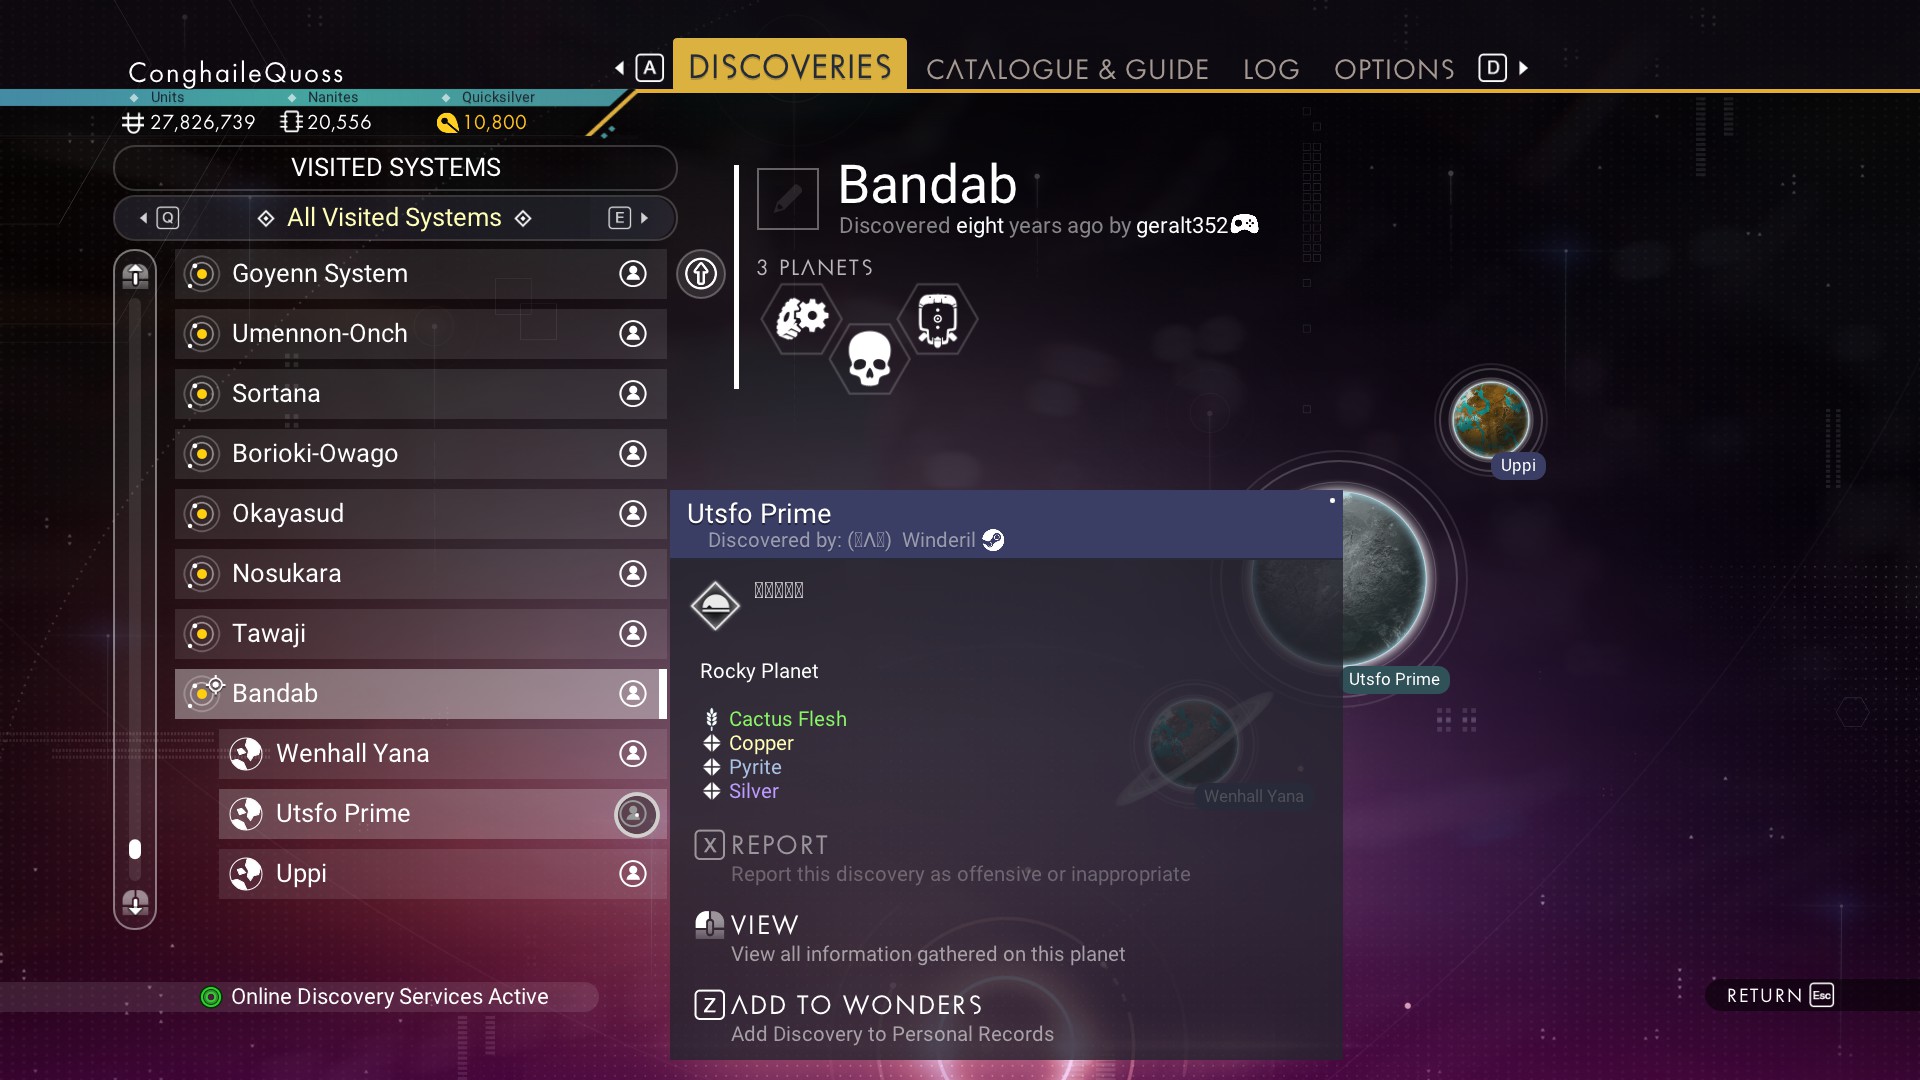 ConghaileQuoss
Units Nanites Quicksilver
27,826,739 20,556 10,800
A DISCOVERIES CATALOGUE & GUIDE LOG OPTIONS D
VISITED SYSTEMS
Q All Visited Systems E
Goyenn System
Umennon-Onch
Sortana
Borioki-Owago
Okayasud
Nosukara
Tawaji
Bandab
Wenhall Yana
Utsfo Prime
Uppi
Online Discovery Services Active
Bandab
Discovered eight years ago by geralt352
3 PLANETS
Uppi
Utsfo Prime
Wenhall Yana
Utsfo Prime
Discovered by: (▯Λ▯) Winderil
▯▯▯▯▯
Rocky Planet
Cactus Flesh
Copper
Pyrite
Silver
X REPORT
Report this discovery as offensive or inappropriate
VIEW
View all information gathered on this planet
Z ADD TO WONDERS
Add Discovery to Personal Records
RETURN Esc